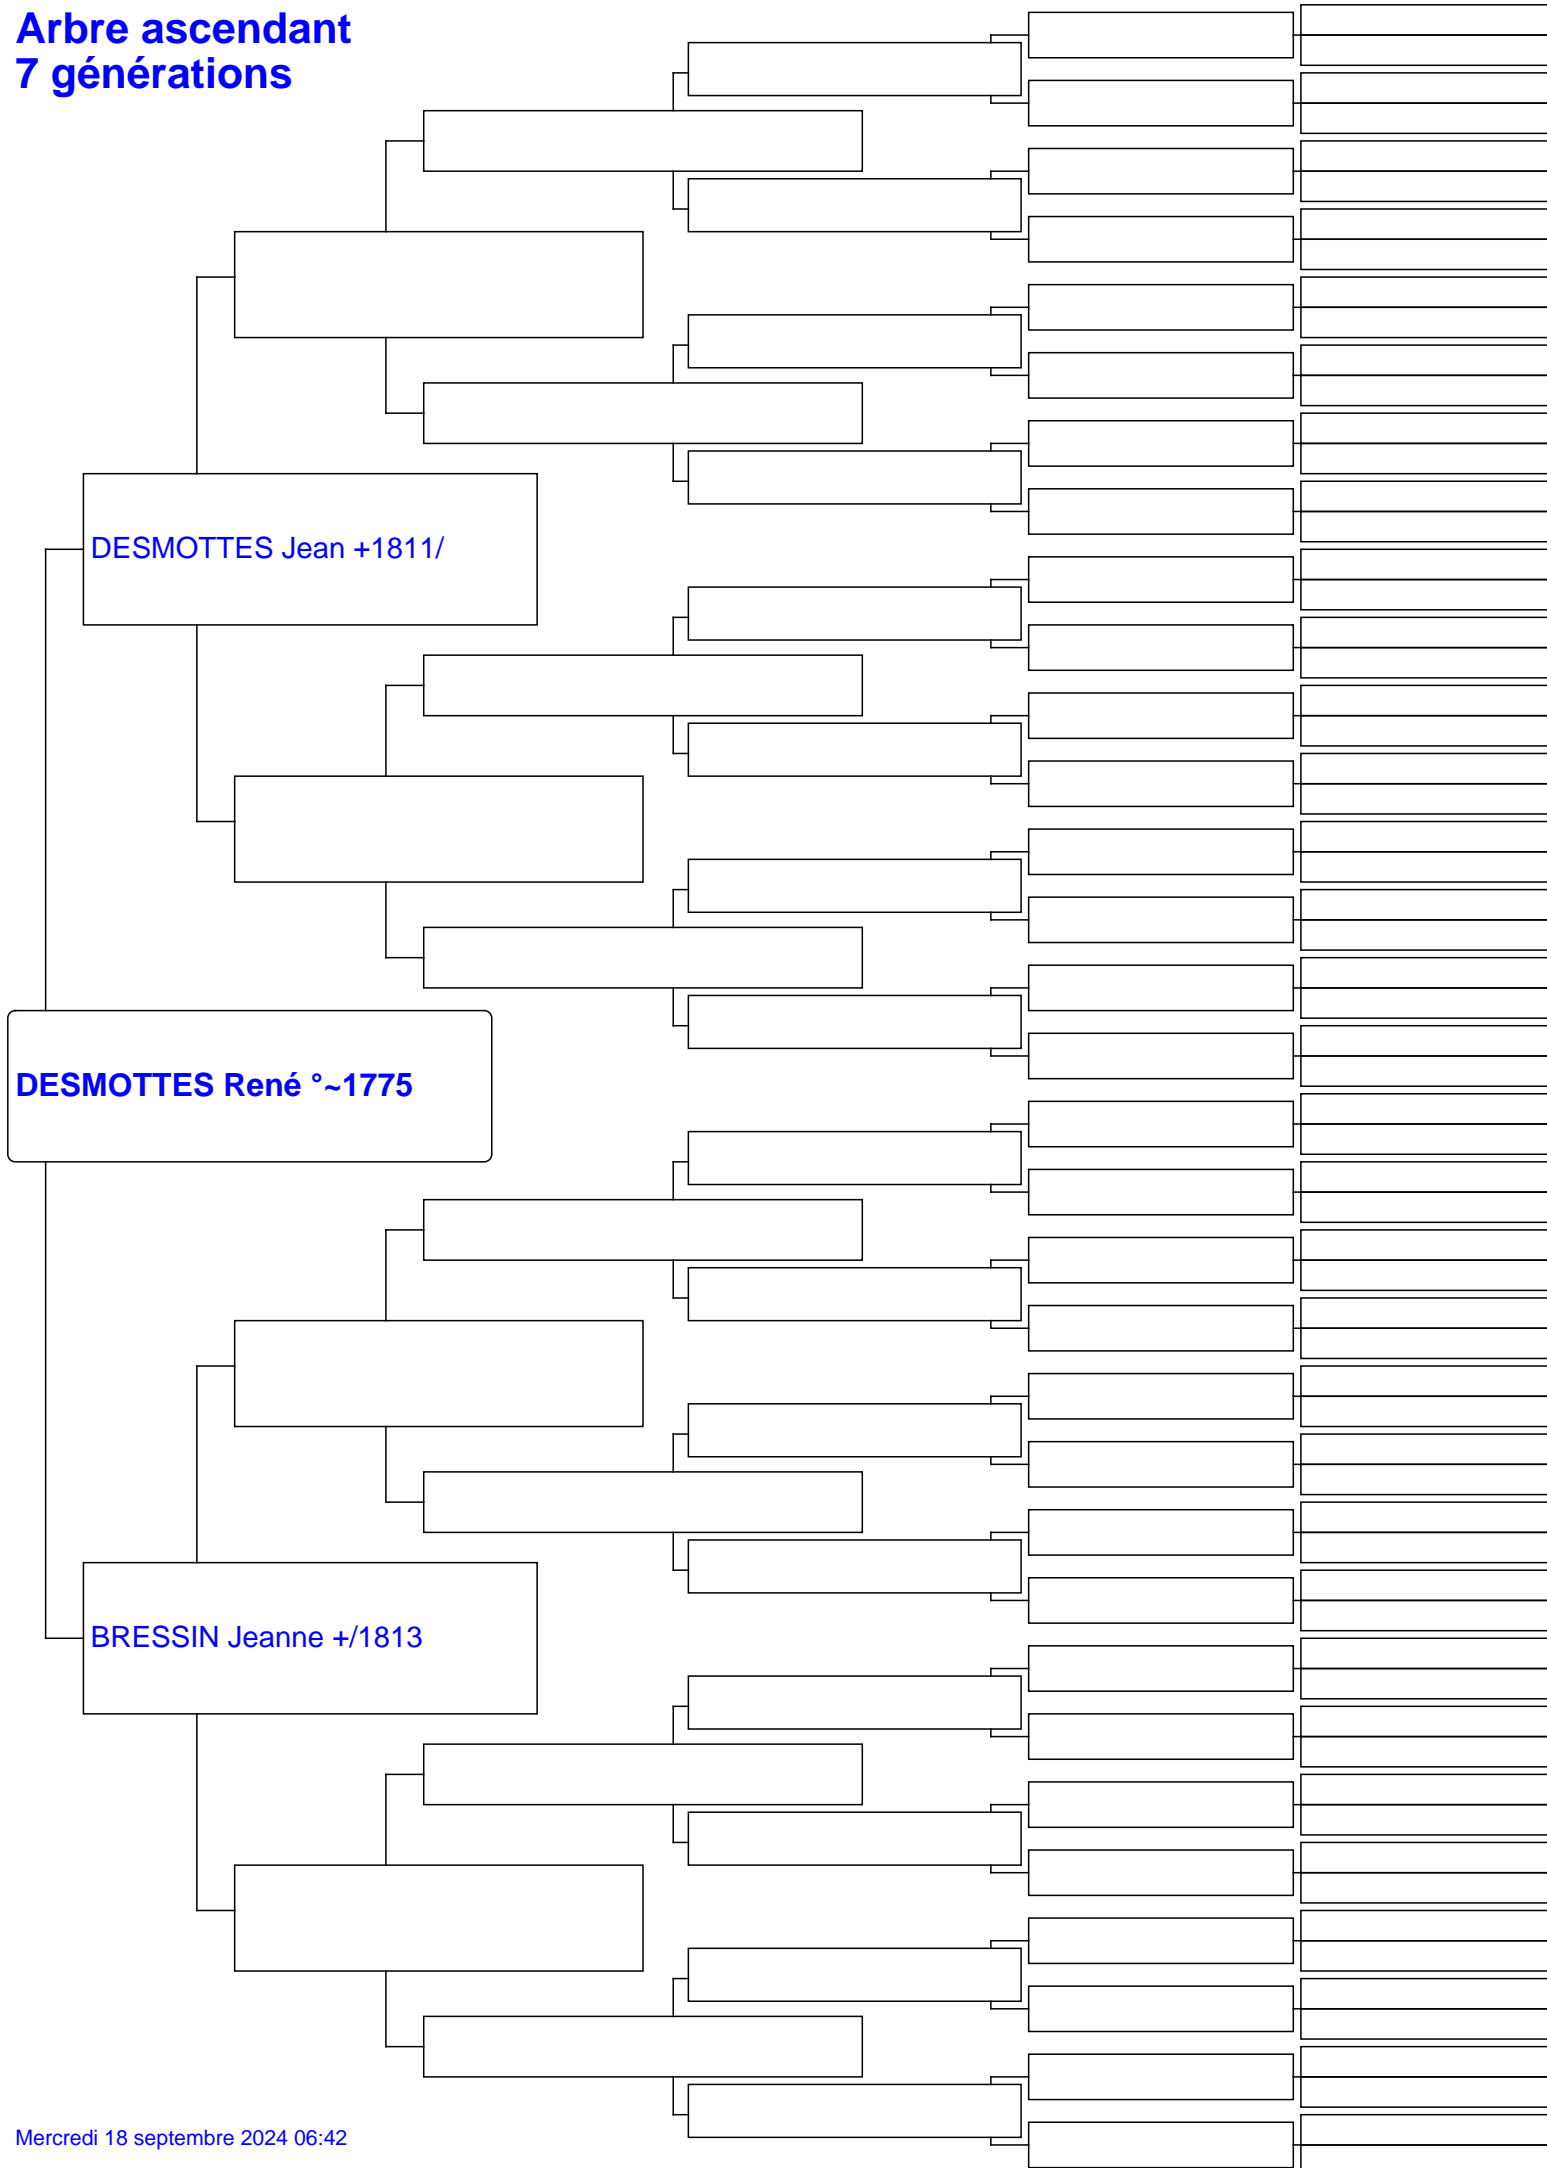 Arbre ascendant
7 générations
DESMOTTES Jean +1811/
DESMOTTES René °~1775
BRESSIN Jeanne +/1813
Mercredi 18 septembre 2024 06:42